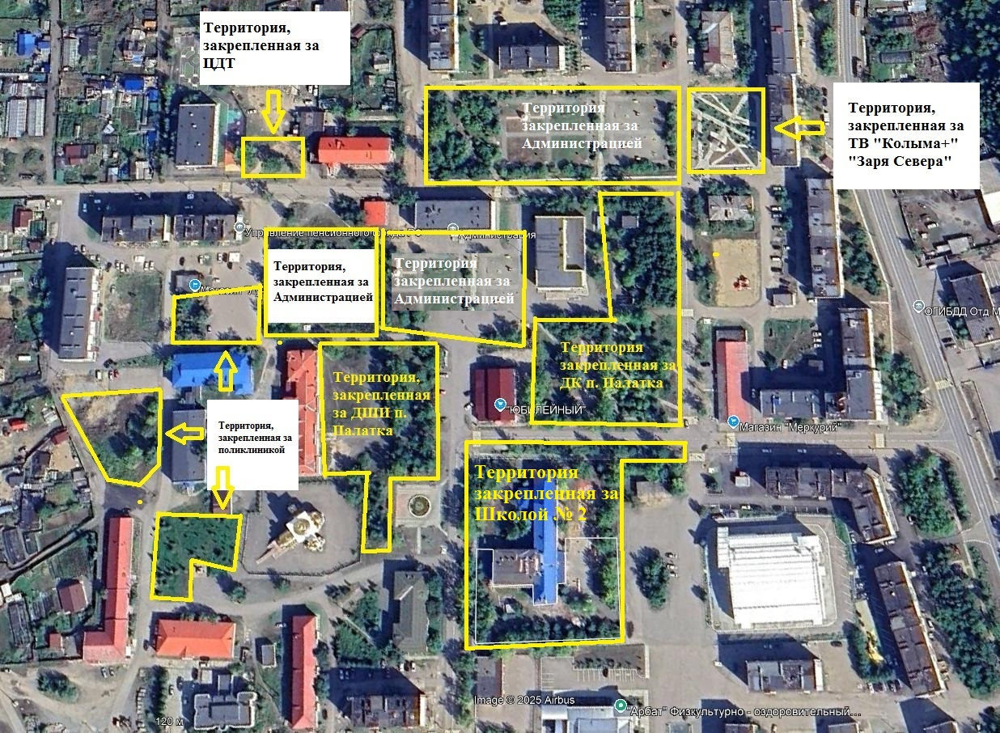 Территория,
закрепленная за
ЦДТ
Территория
закрепленная за
Администрацией
Территория,
закрепленная за
ТВ "Колыма+"
"Заря Севера"
Управление пенсионного фонда РФ
Администрация
Территория,
закрепленная за
Администрацией
Территория
закрепленная за
Администрацией
Магазин
ОГИБДД Отд М
Территория
закрепленная за
ДК п. Палатка
Территория,
закрепленная
за ДШИ п.
Палатка
"ЮБИЛЕЙНЫЙ"
Магазин "Меркурий"
Территория,
закрепленная за
поликлиникой
Территория
закрепленная за
Школой № 2
Image © 2025 Airbus
"Арбат" Физкультурно - оздоровительный...
120 м